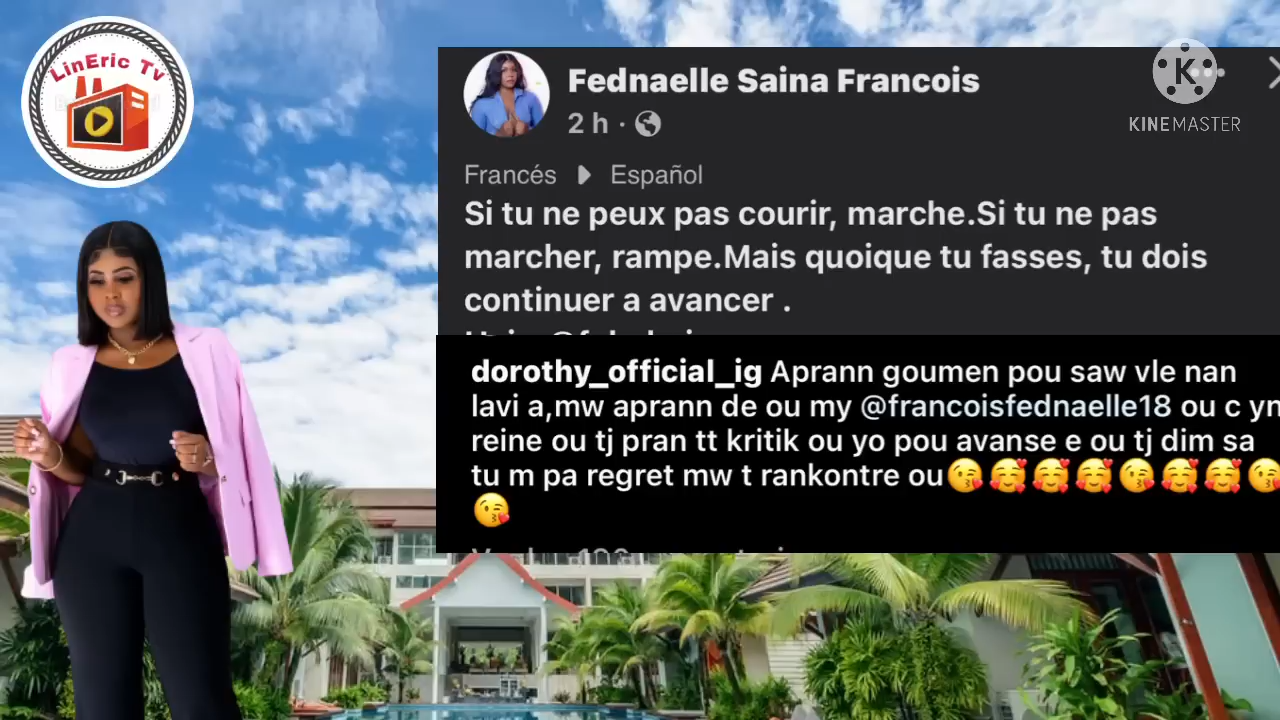 LinEric Tv
Fednaelle Saina Francois
2 h ·
KINEMASTER
Francés Español
Si tu ne peux pas courir, marche.Si tu ne pas
marcher, rampe.Mais quoique tu fasses, tu dois
continuer a avancer .
dorothy_official_ig Aprann goumen pou saw vle nan
lavi a,mw aprann de ou my @francoisfednaelle18 ou c yn
reine ou tj pran tt kritik ou yo pou avanse e ou tj dim sa
tu m pa regret mw t rankontre ou😘🥰🥰🥰😘🥰🥰😘
😘